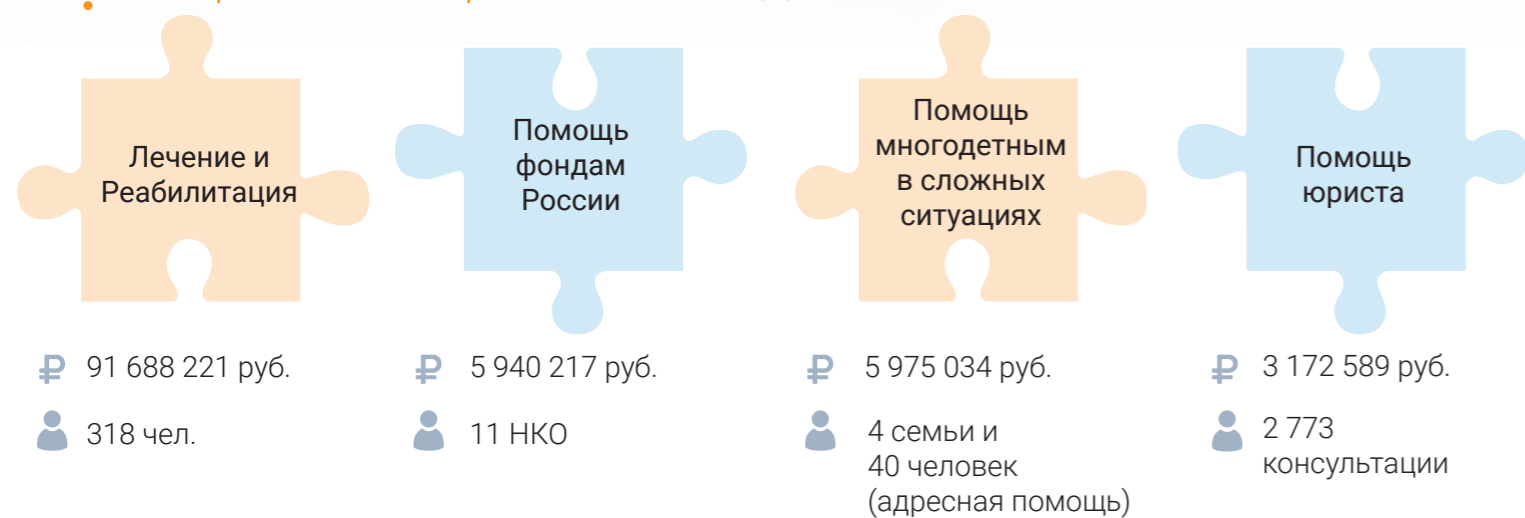 Лечение и
Реабилитация
91 688 221 руб.
318 чел.
Помощь
фондам
России
5 940 217 руб.
11 НКО
Помощь
многодетным
в сложных
ситуациях
5 975 034 руб.
4 семьи и
40 человек
(адресная помощь)
Помощь
юриста
3 172 589 руб.
2 773
консультации